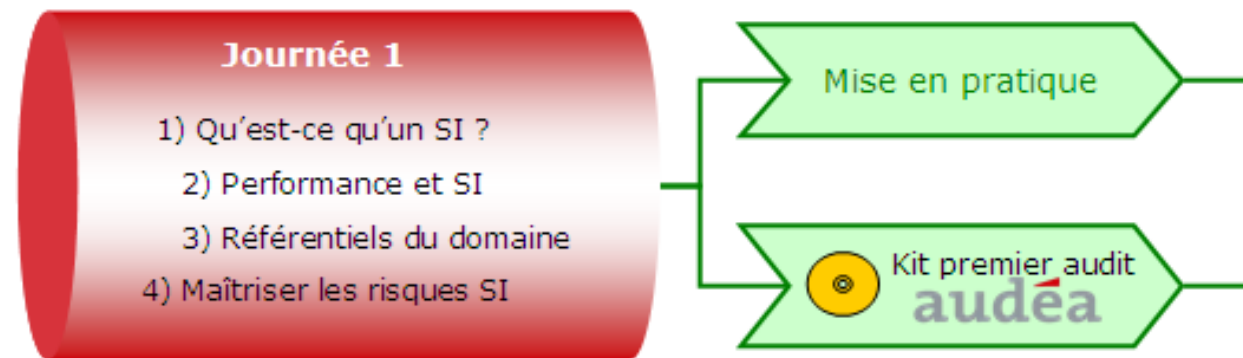 Journée 1
1) Qu´est-ce qu´un SI ?
2) Performance et SI
3) Référentiels du domaine
4) Maîtriser les risques SI
Mise en pratique
Kit premier audit
audéa